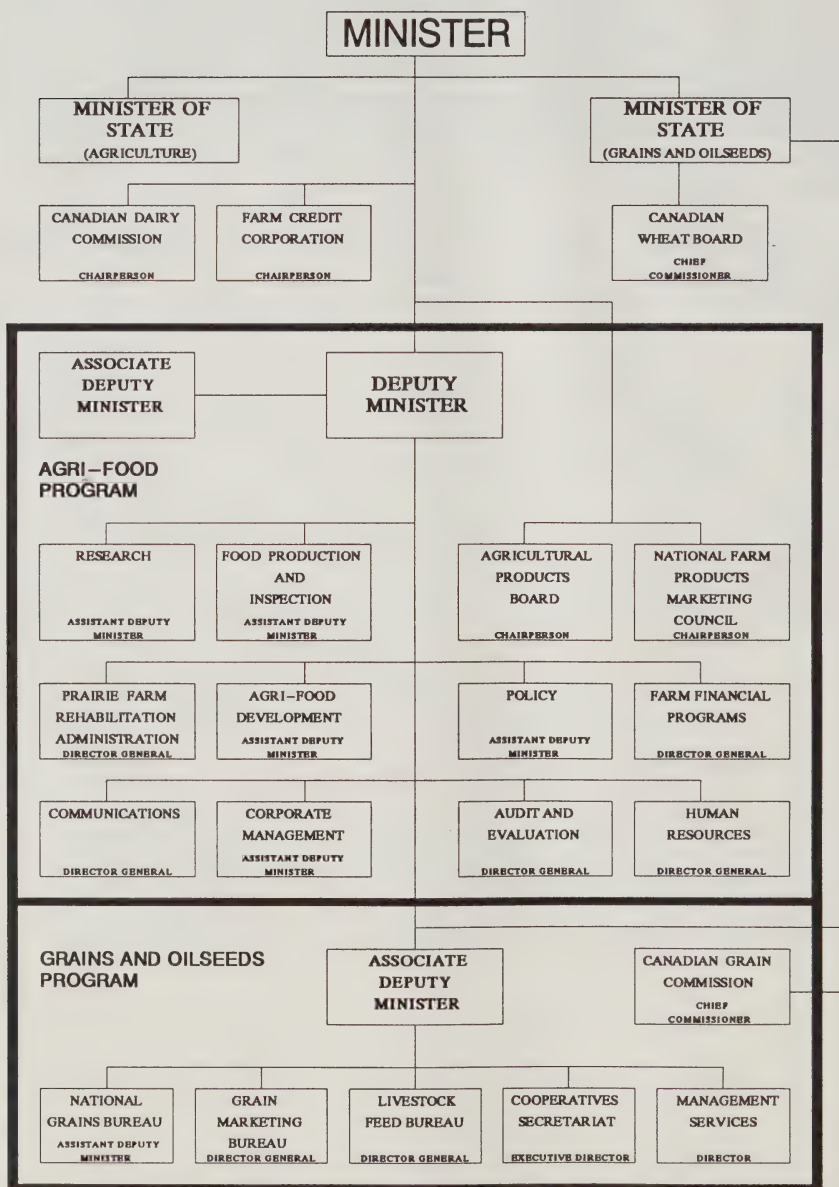 MINISTER
MINISTER OF
STATE
(AGRICULTURE)
MINISTER OF
STATE
(GRAINS AND OILSEEDS)
CANADIAN DAIRY
COMMISSION
CHAIRPERSON
FARM CREDIT
CORPORATION
CHAIRPERSON
CANADIAN
WHEAT BOARD
CHIEF
COMMISSIONER
ASSOCIATE
DEPUTY
MINISTER
DEPUTY
MINISTER
AGRI-FOOD
PROGRAM
RESEARCH
ASSISTANT DEPUTY
MINISTER
FOOD PRODUCTION
AND
INSPECTION
ASSISTANT DEPUTY
MINISTER
AGRICULTURAL
PRODUCTS
BOARD
CHAIRPERSON
NATIONAL FARM
PRODUCTS
MARKETING
COUNCIL
CHAIRPERSON
PRAIRIE FARM
REHABILITATION
ADMINISTRATION
DIRECTOR GENERAL
AGRI-FOOD
DEVELOPMENT
ASSISTANT DEPUTY
MINISTER
POLICY
ASSISTANT DEPUTY
MINISTER
FARM FINANCIAL
PROGRAMS
DIRECTOR GENERAL
COMMUNICATIONS
DIRECTOR GENERAL
CORPORATE
MANAGEMENT
ASSISTANT DEPUTY
MINISTER
AUDIT AND
EVALUATION
DIRECTOR GENERAL
HUMAN
RESOURCES
DIRECTOR GENERAL
GRAINS AND OILSEEDS
PROGRAM
ASSOCIATE
DEPUTY
MINISTER
CANADIAN GRAIN
COMMISSION
CHIEF
COMMISSIONER
NATIONAL
GRAINS BUREAU
ASSISTANT DEPUTY
MINISTER
GRAIN
MARKETING
BUREAU
DIRECTOR GENERAL
LIVESTOCK
FEED BUREAU
DIRECTOR GENERAL
COOPERATIVES
SECRETARIAT
EXECUTIVE DIRECTOR
MANAGEMENT
SERVICES
DIRECTOR